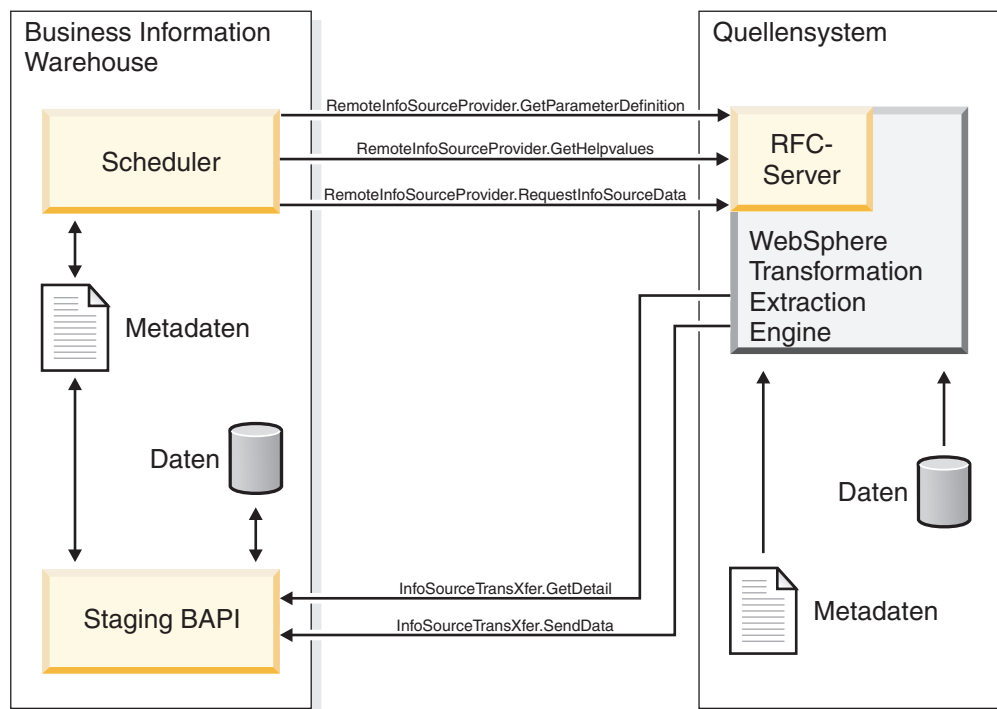 Business Information
Warehouse
Quellensystem
RemoteInfoSourceProvider.GetParameterDefinition
Scheduler
RemoteInfoSourceProvider.GetHelpvalues
RFC-
Server
RemoteInfoSourceProvider.RequestInfoSourceData
WebSphere
Transformation
Extraction
Engine
Metadaten
Daten
Daten
InfoSourceTransXfer.GetDetail
Staging BAPI
InfoSourceTransXfer.SendData
Metadaten